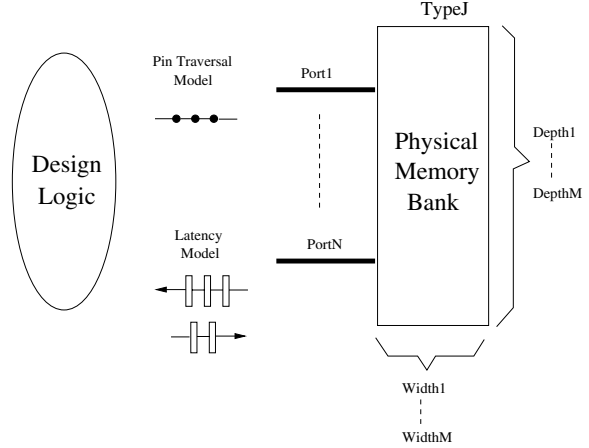 TypeJ
Pin Traversal
Model
Port1
Design
Logic
Physical
Memory
Bank
Depth1
DepthM
Latency
Model
PortN
Width1
WidthM